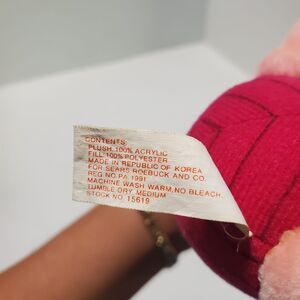 CONTENTS:
PLUSH: 100% ACRYLIC
FILL: 100% POLYESTER
MADE IN REPUBLIC OF KOREA
FOR SEARS ROEBUCK AND CO.
REG NO. PA. 1991
MACHINE WASH WARM, NO BLEACH,
TUMBLE DRY, MEDIUM
STOCK NO. 15619